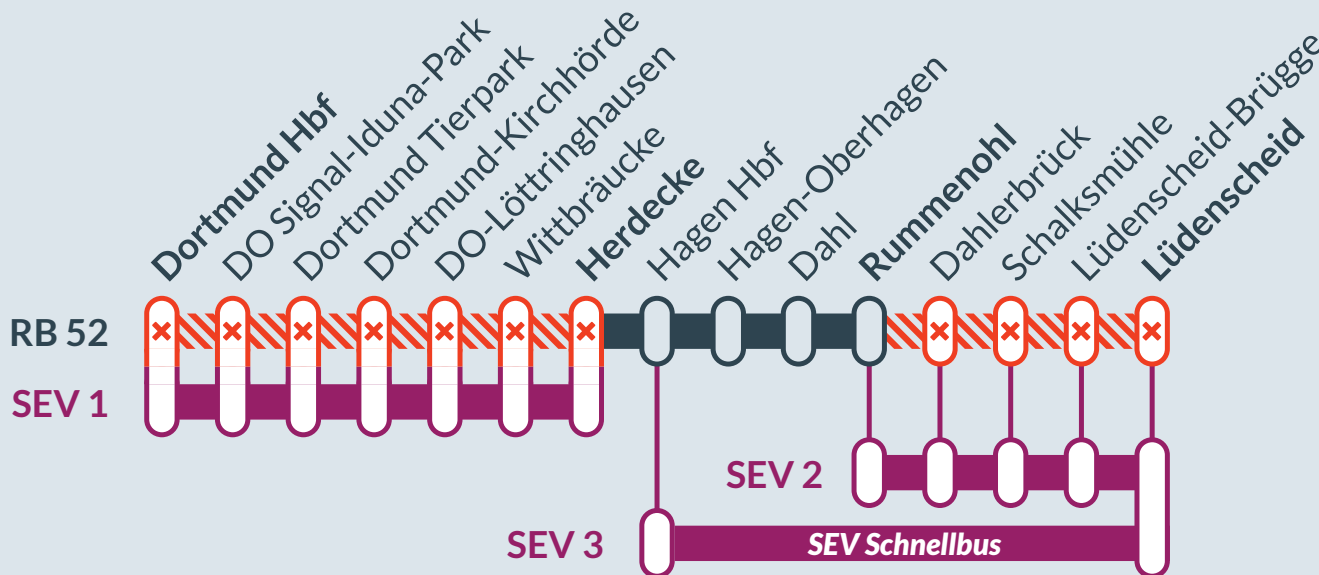 Dortmund Hbf
DO Signal-Iduna-Park
Dortmund Tierpark
Dortmund-Kirchhörde
DO-Löttringhausen
Wittbräucke
Herdecke
Hagen Hbf
Hagen-Oberhagen
Dahl
Rummenohl
Dahlerbrück
Schalksmühle
Lüdenscheid-Brügge
Lüdenscheid
RB 52
SEV 1
SEV 2
SEV 3
SEV Schnellbus